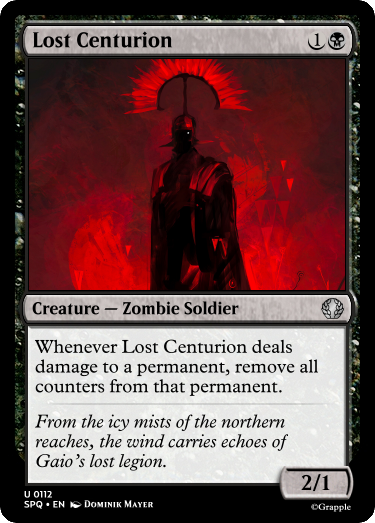 Lost Centurion 1
Creature — Zombie Soldier
Whenever Lost Centurion deals
damage to a permanent, remove all
counters from that permanent.
From the icy mists of the northern
reaches, the wind carries echoes of
Gaio's lost legion.
2/1
U 0112
SPQ • EN Dominik Mayer
©Grapple